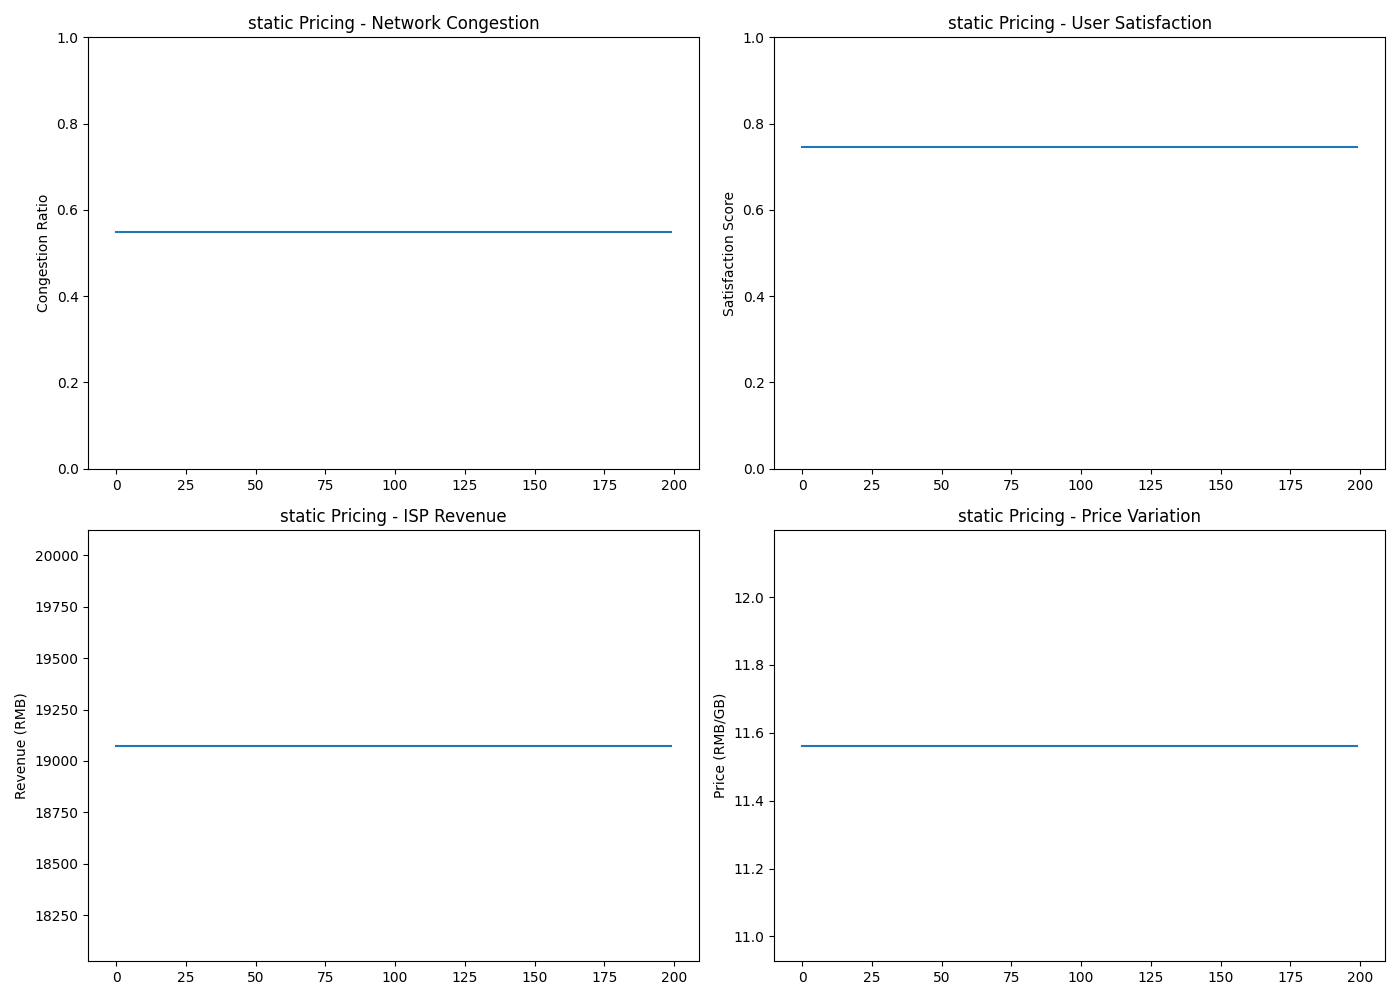 static Pricing - Network Congestion
1.0
0.8
0.6
0.4
0.2
0.0
Congestion Ratio
0 25 50 75 100 125 150 175 200
static Pricing - User Satisfaction
1.0
0.8
0.6
0.4
0.2
0.0
Satisfaction Score
0 25 50 75 100 125 150 175 200
static Pricing - ISP Revenue
20000
19750
19500
19250
19000
18750
18500
18250
Revenue (RMB)
0 25 50 75 100 125 150 175 200
static Pricing - Price Variation
12.0
11.8
11.6
11.4
11.2
11.0
Price (RMB/GB)
0 25 50 75 100 125 150 175 200